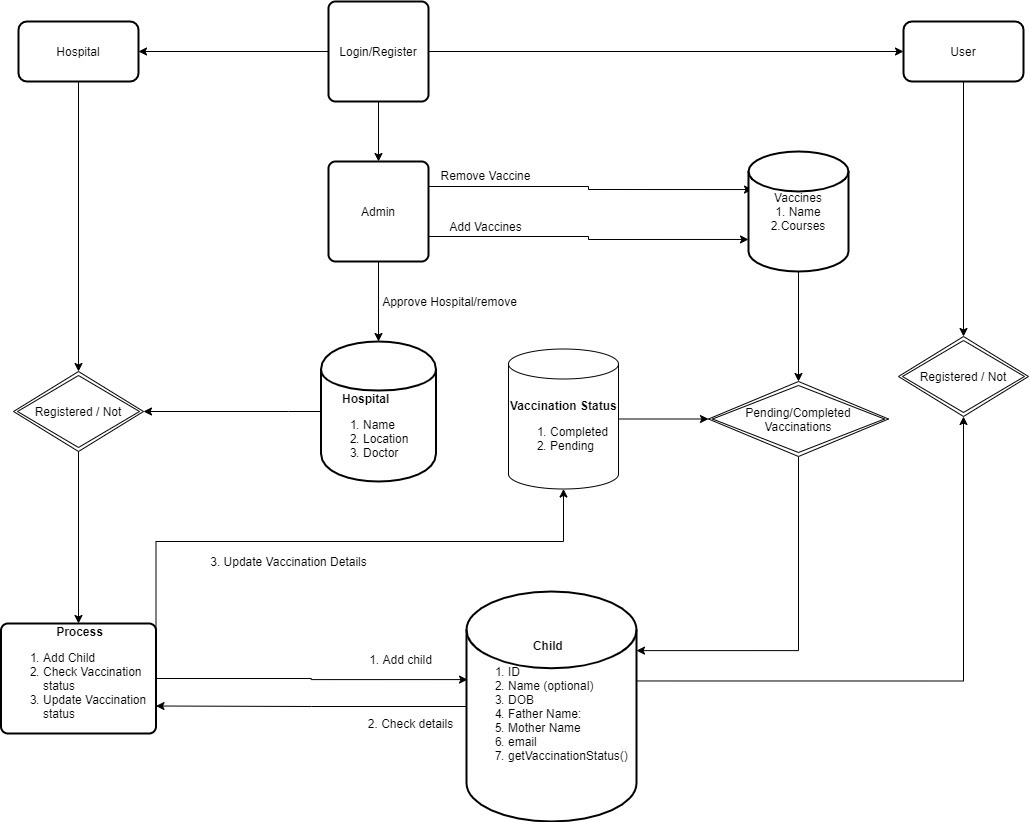 Hospital
Login/Register
User
Remove Vaccine
Admin
Add Vaccines
Vaccines
1. Name
2.Courses
Approve Hospital/remove
Registered / Not
Hospital
1. Name
2. Location
3. Doctor
Vaccination Status
1. Completed
2. Pending
Pending/Completed
Vaccinations
Registered / Not
3. Update Vaccination Details
Process
1. Add Child
2. Check Vaccination
status
3. Update Vaccination
status
1. Add child
2. Check details
Child
1. ID
2. Name (optional)
3. DOB
4. Father Name:
5. Mother Name
6. email
7. getVaccinationStatus()